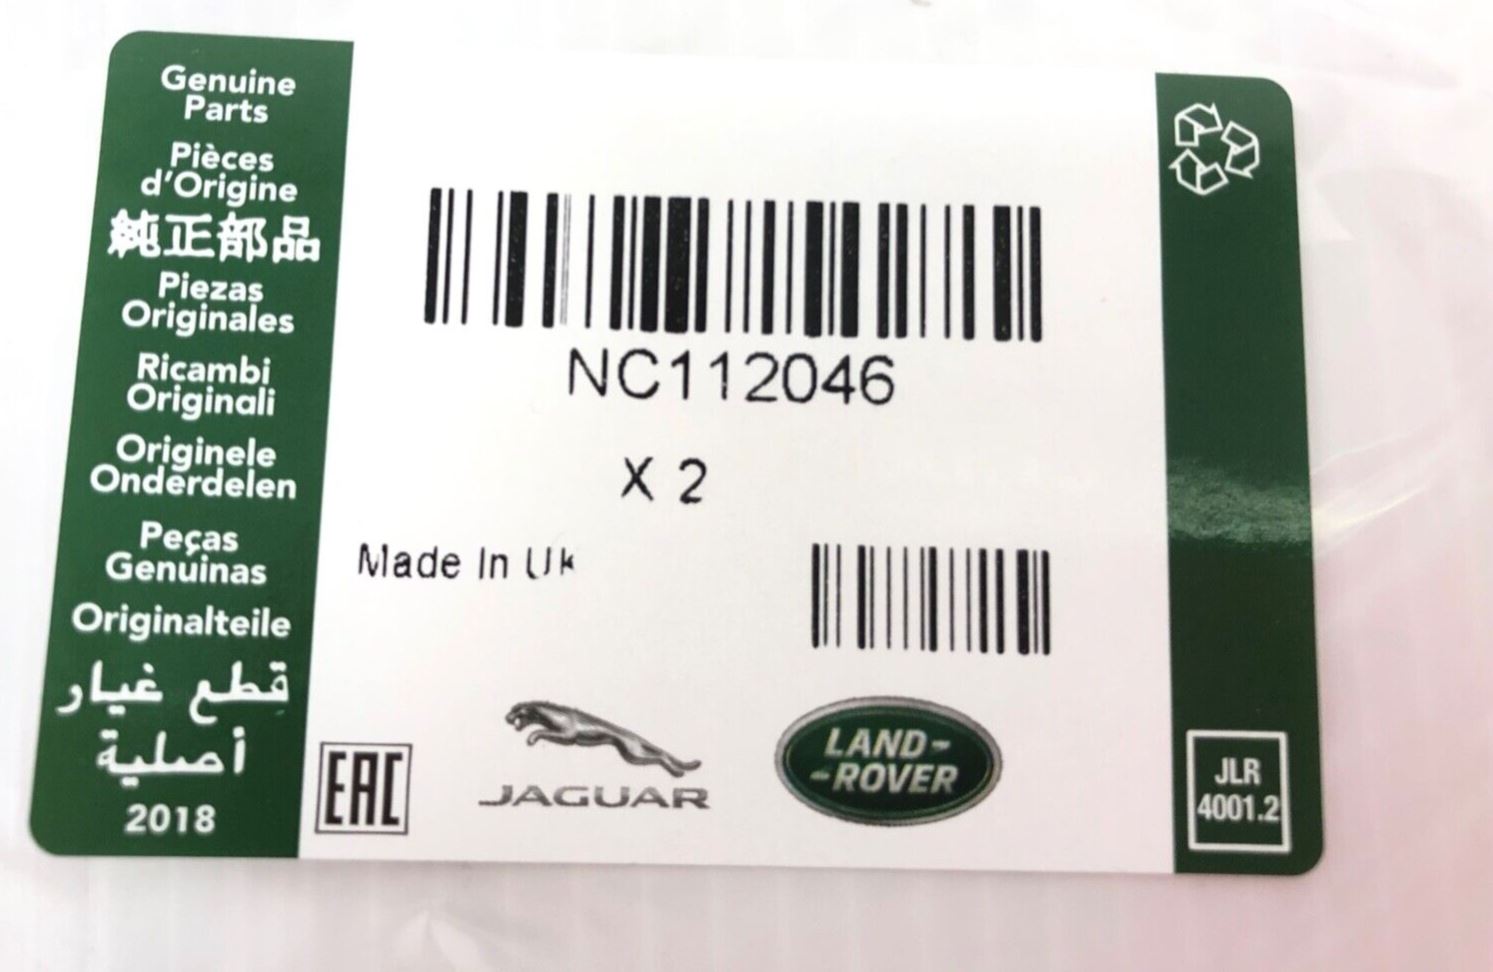 Genuine
Parts
Pièces
d'Origine
純正部品
Piezas
Originales
Ricambi
Originali
Originele
Onderdelen
Peças
Genuinas
Originalteile
قطع غيار
أصلية
2018
NC112046
X 2
Made In Uk
EAC
JAGUAR
LAND-
-ROVER
JLR
4001.2